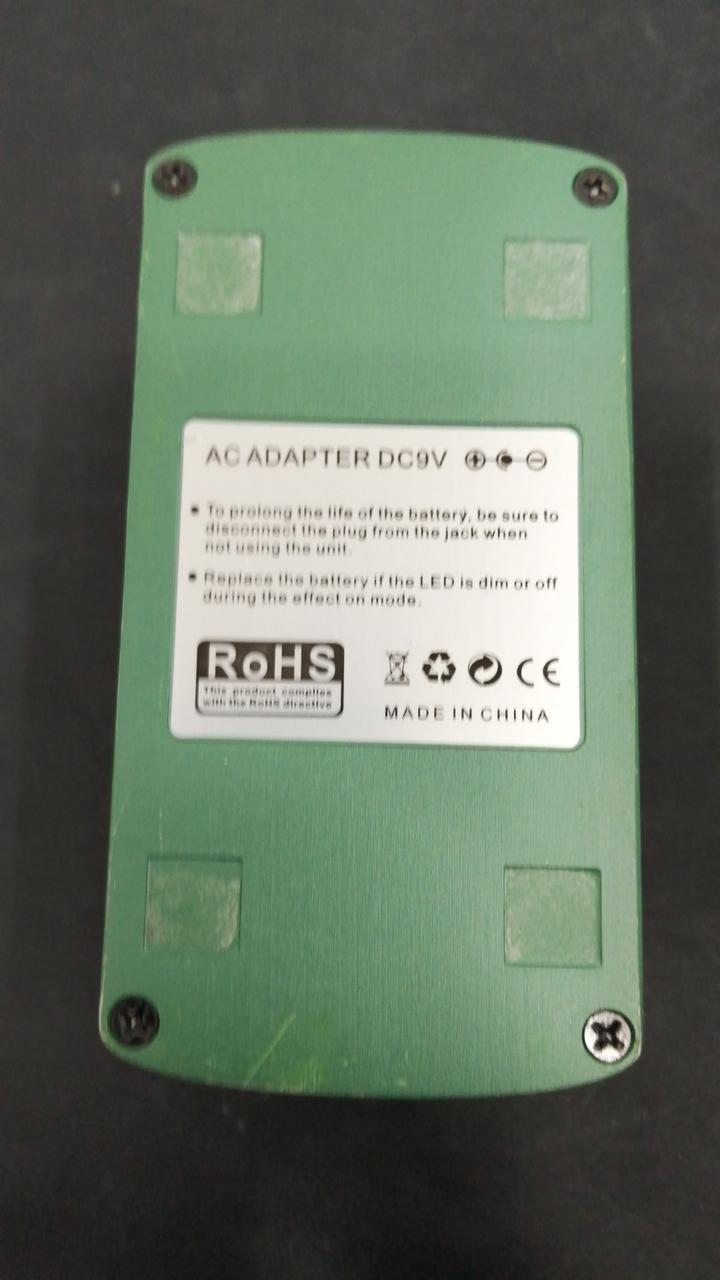 AC ADAPTER DC9V
To prolong the life of the battery, be sure to
disconnect the plug from the jack when
not using the unit.
Replace the battery if the LED is dim or off
during the effect on mode.
RoHS
This product complies
with the RoHS directive
CE
MADE IN CHINA